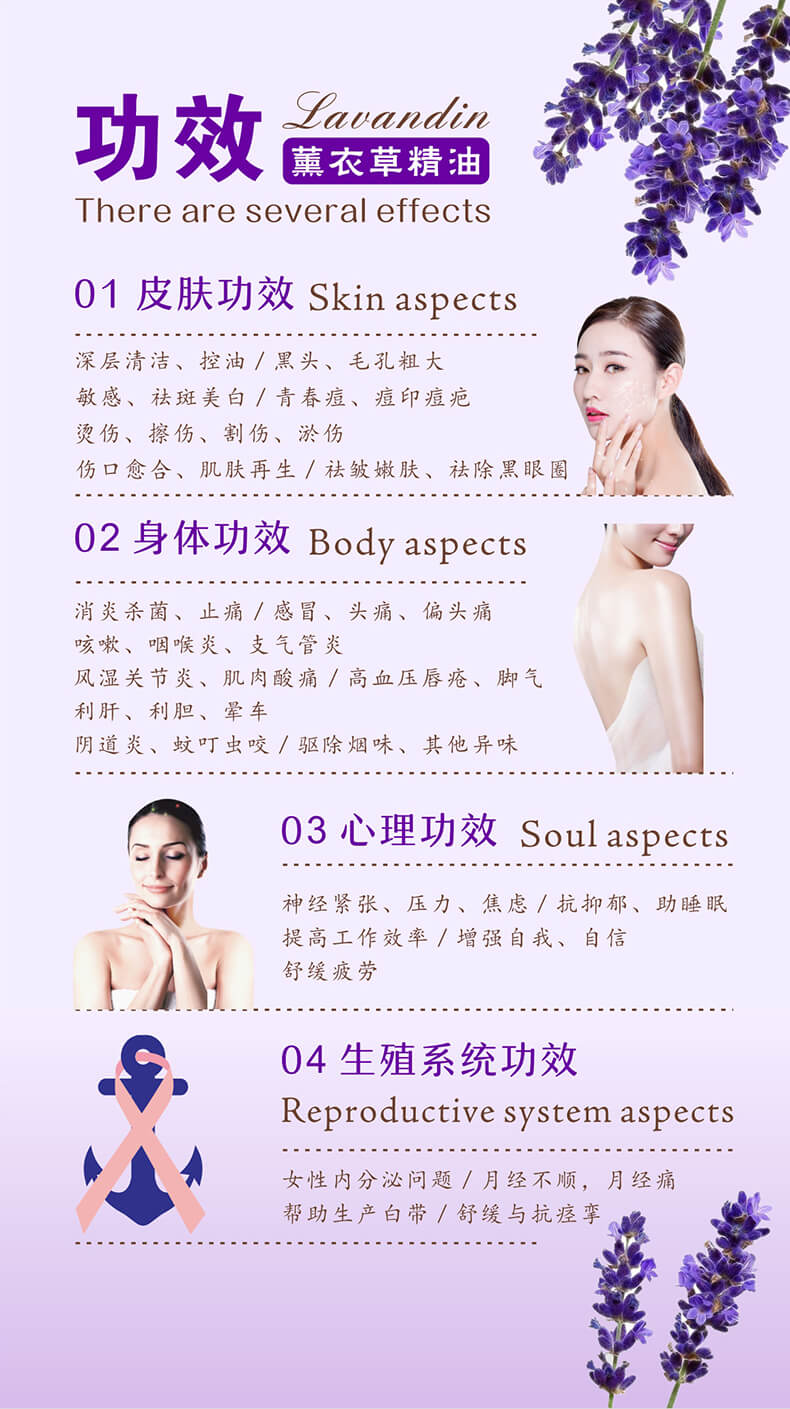 功效
Lavandin
薰衣草精油
There are several effects
01 皮肤功效 Skin aspects
深层清洁、控油/黑头、毛孔粗大
敏感、祛斑美白/青春痘、痘印痘疤
烫伤、擦伤、割伤、淤伤
伤口愈合、肌肤再生/祛皱嫩肤、祛除黑眼圈
02 身体功效 Body aspects
消炎杀菌、止痛/感冒、头痛、偏头痛
咳嗽、咽喉炎、支气管炎
风湿关节炎、肌肉酸痛/高血压唇疮、脚气
利肝、利胆、晕车
阴道炎、蚊叮虫咬/驱除烟味、其他异味
03 心理功效 Soul aspects
神经紧张、压力、焦虑/抗抑郁、助睡眠
提高工作效率/增强自我、自信
舒缓疲劳
04 生殖系统功效
Reproductive system aspects
女性内分泌问题/月经不顺，月经痛
帮助生产白带/舒缓与抗痉挛